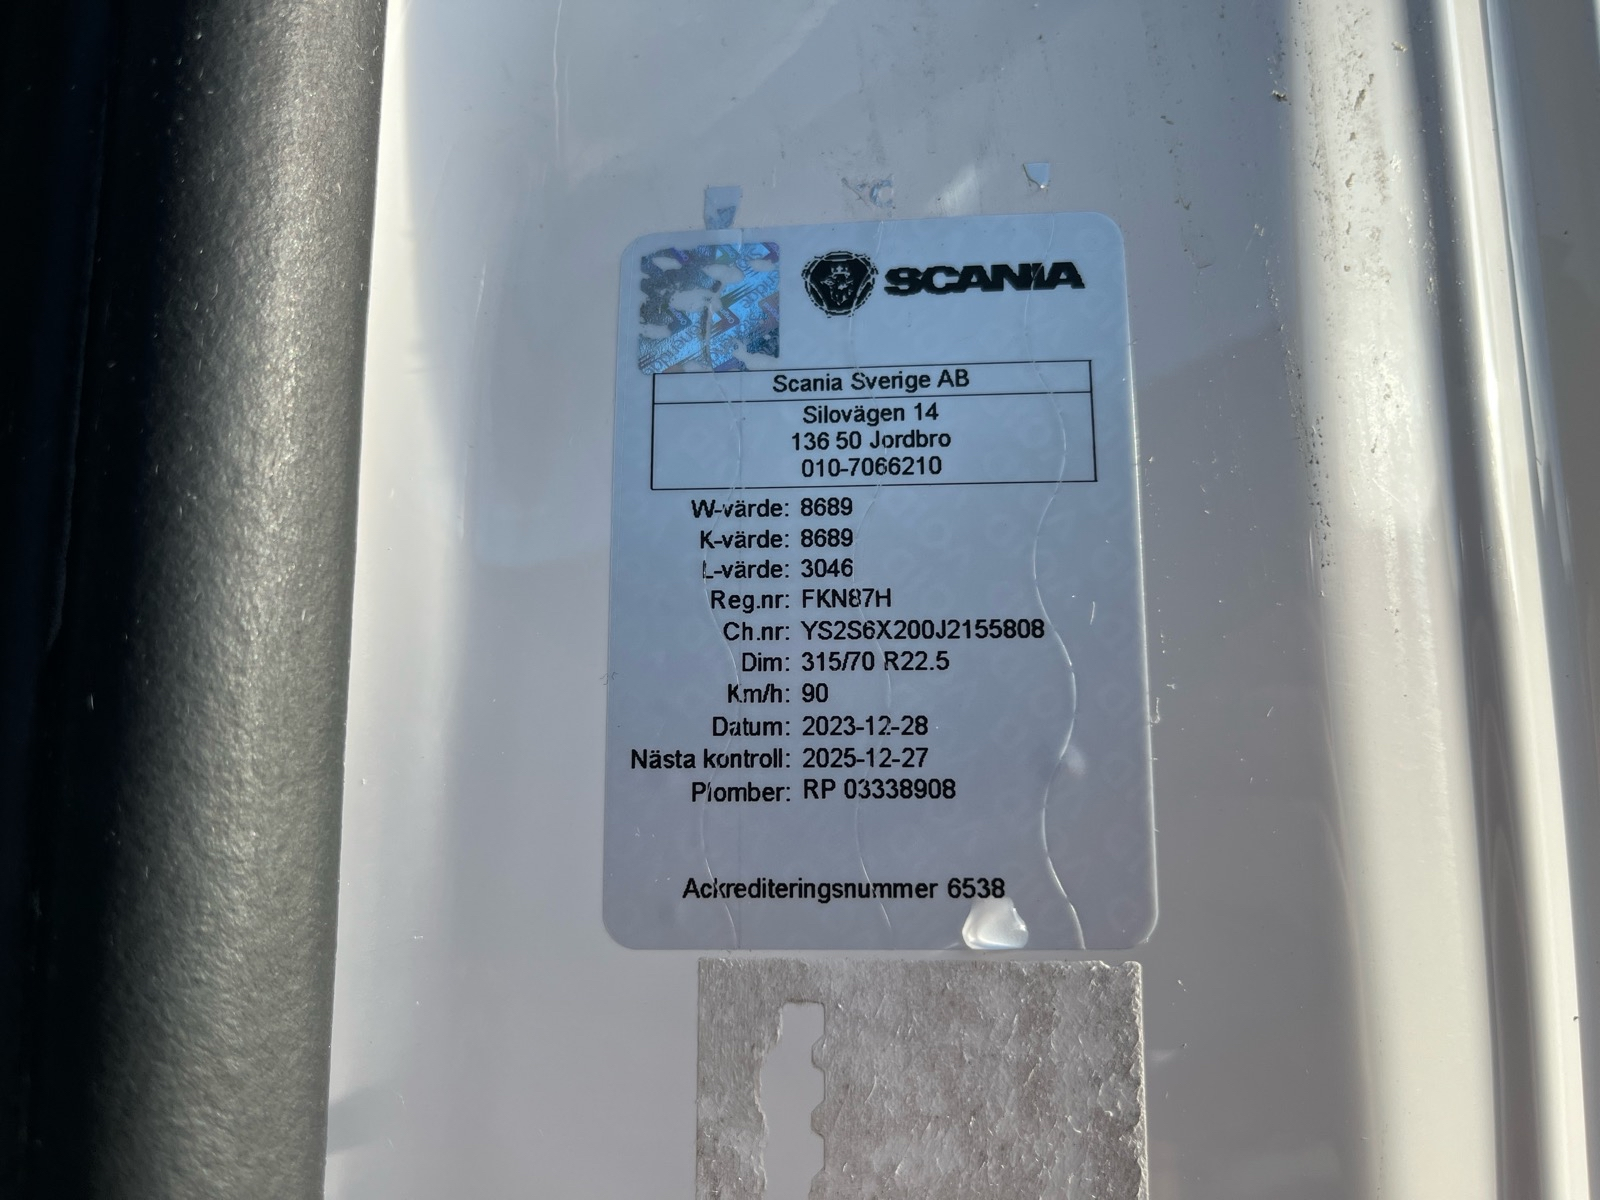 SCANIA
Scania Sverige AB
Silovägen 14
136 50 Jordbro
010-7066210
W-värde: 8689
K-värde: 8689
L-värde: 3046
Reg.nr: FKN87H
Ch.nr: YS2S6X200J2155808
Dim: 315/70 R22.5
Km/h: 90
Datum: 2023-12-28
Nästa kontroll: 2025-12-27
Plomber: RP 03338908
Ackrediteringsnummer 6538